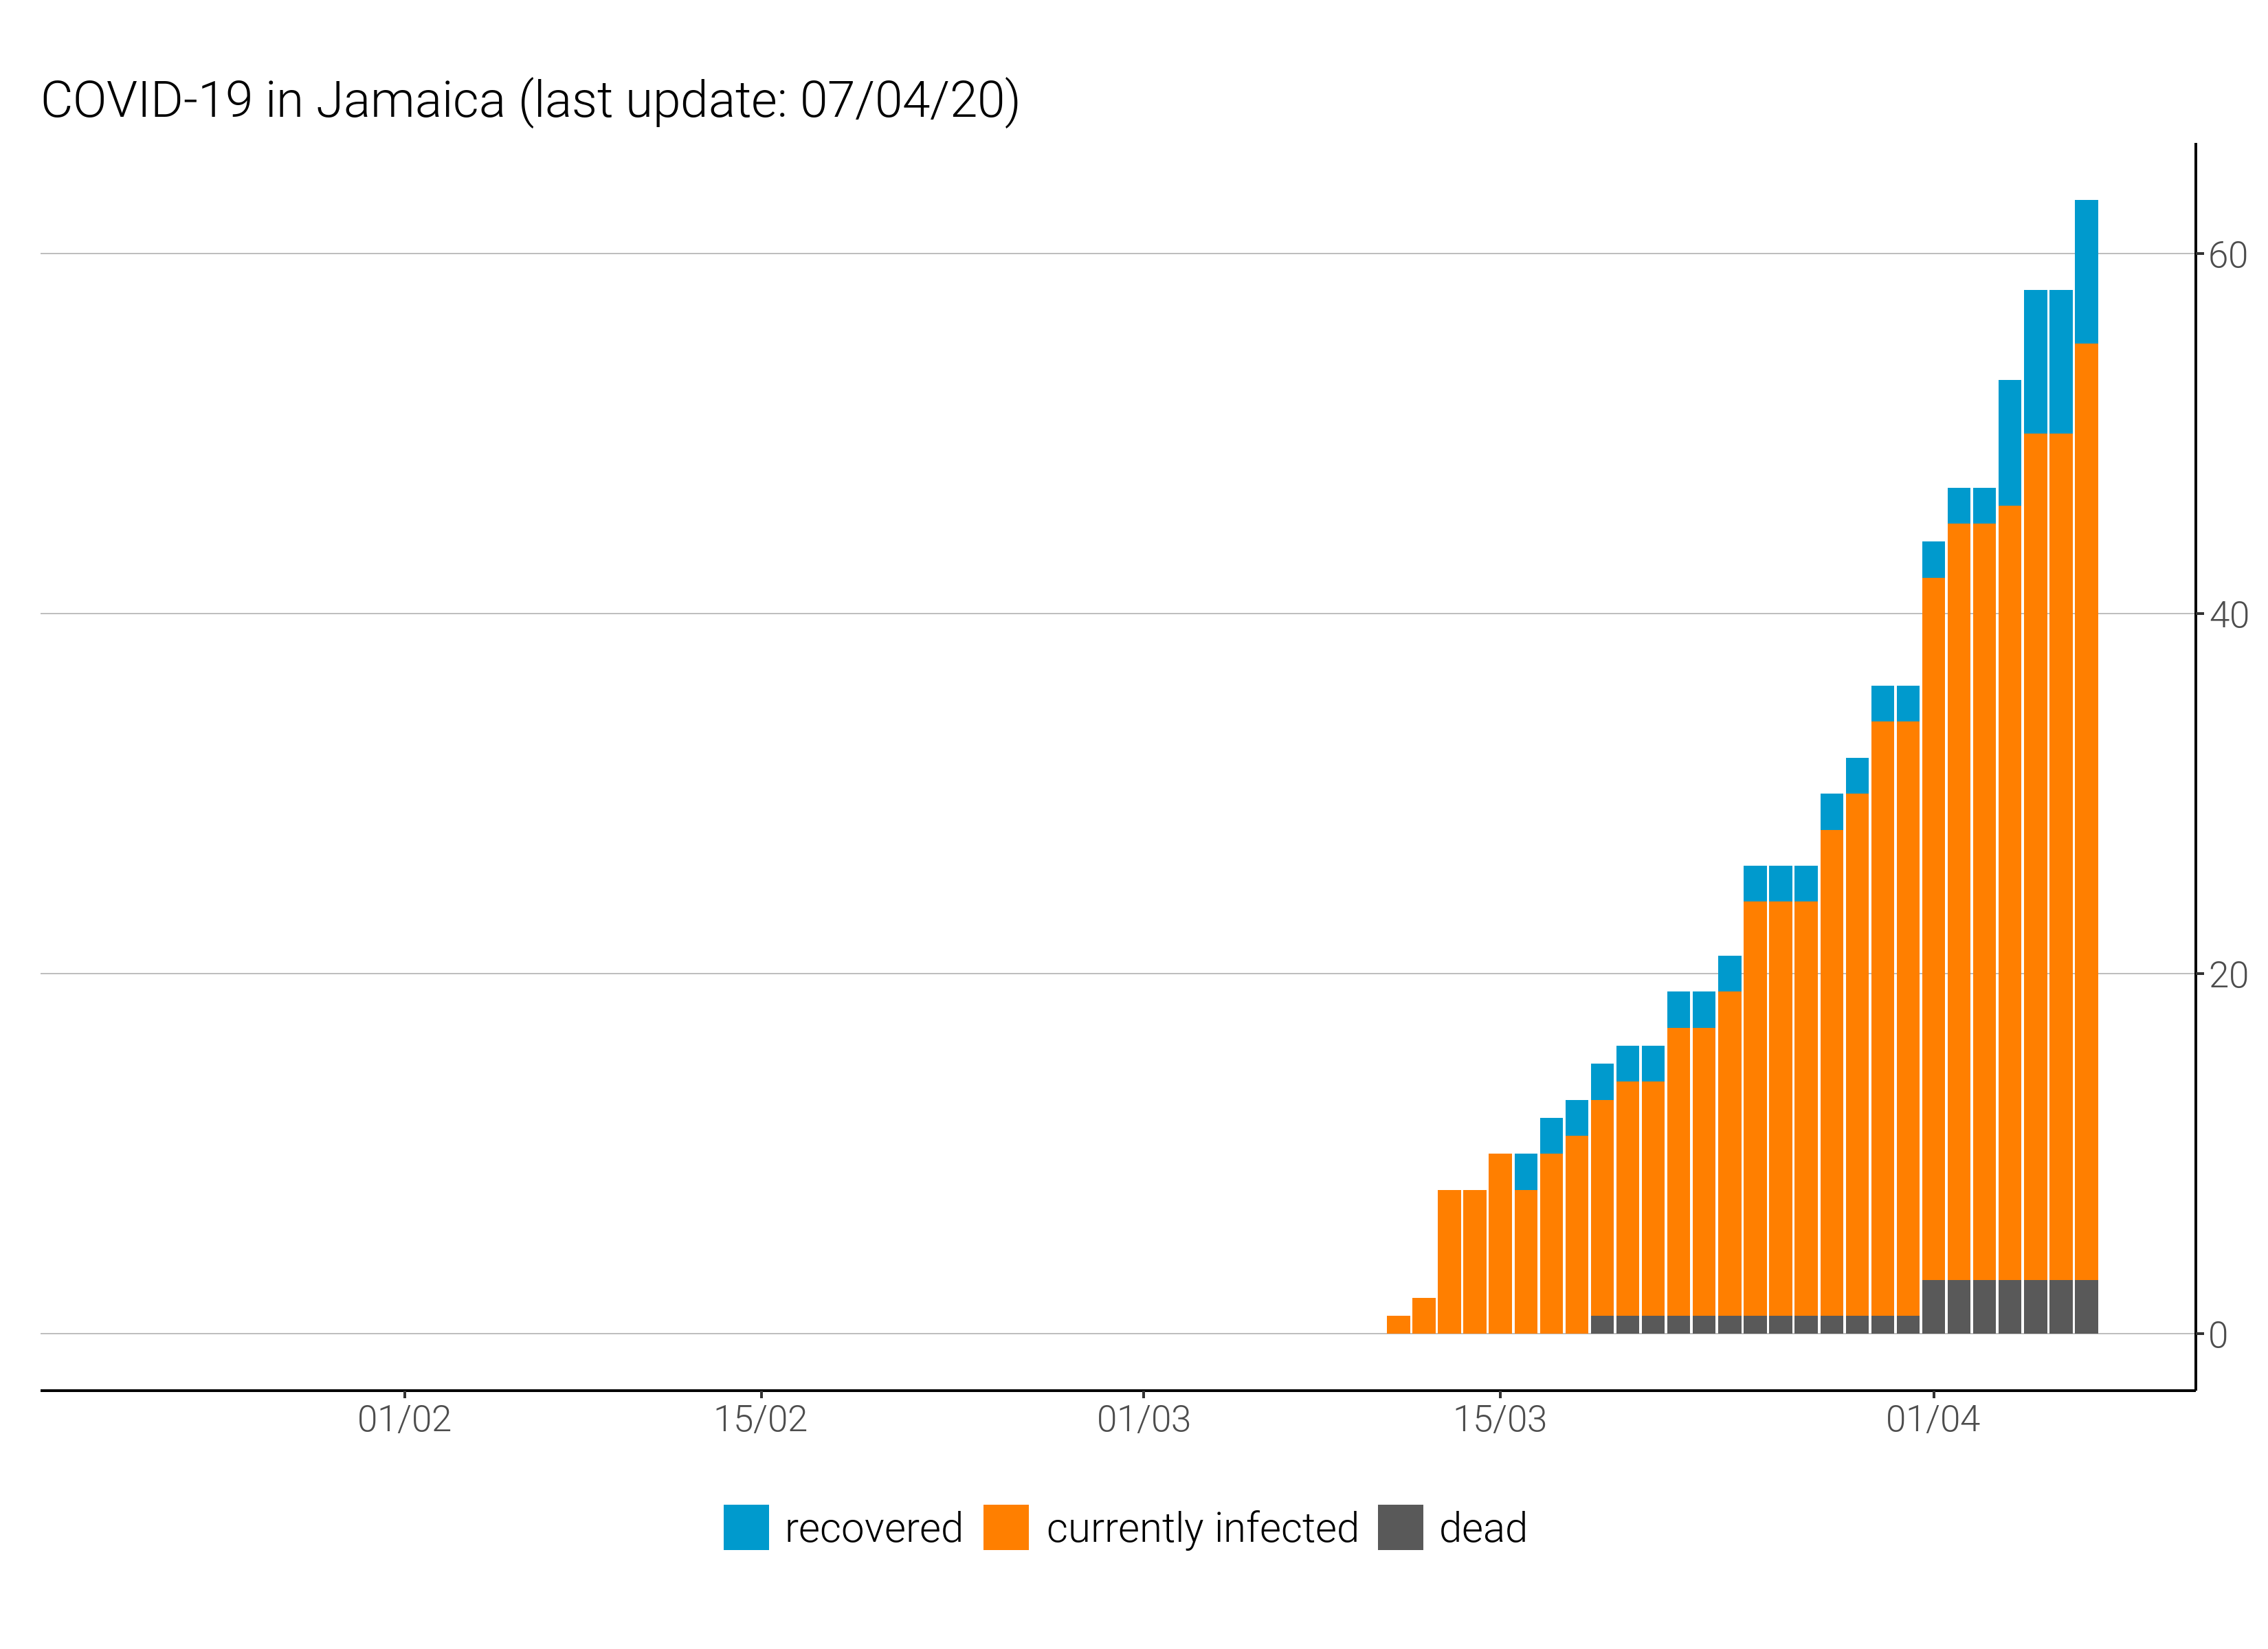 COVID-19 in Jamaica (last update: 07/04/20)
60
40
20
0
01/02 15/02 01/03 15/03 01/04
recovered currently infected dead